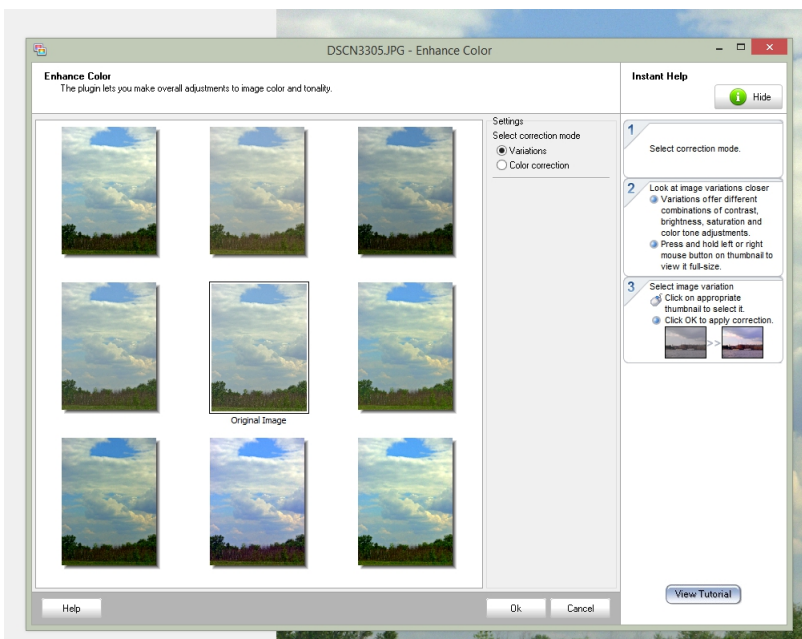 DSCN3305.JPG - Enhance Color
Enhance Color
The plugin lets you make overall adjustments to image color and tonality.
Instant Help
Hide
Original Image
Settings
Select correction mode
Variations
Color correction
1
Select correction mode.
2
Look at image variations closer
Variations offer different
combinations of contrast,
brightness, saturation and
color tone adjustments.
Press and hold left or right
mouse button on thumbnail to
view it full-size.
3
Select image variation
Click on appropriate
thumbnail to select it.
Click OK to apply correction.
>>
View Tutorial
Help
Ok
Cancel